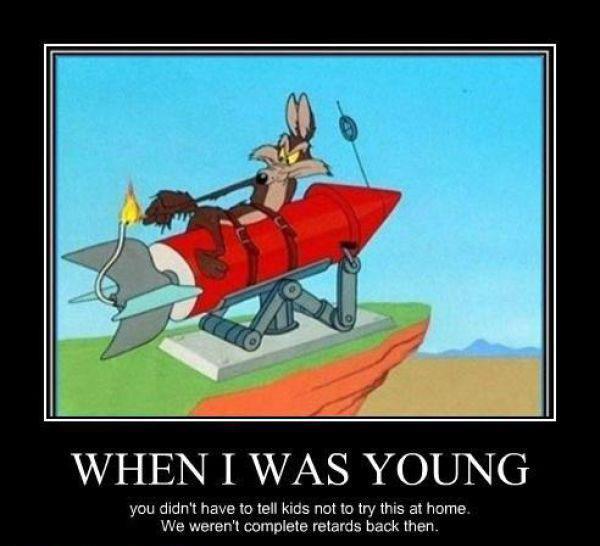 WHEN I WAS YOUNG
you didn't have to tell kids not to try this at home.
We weren't complete retards back then.